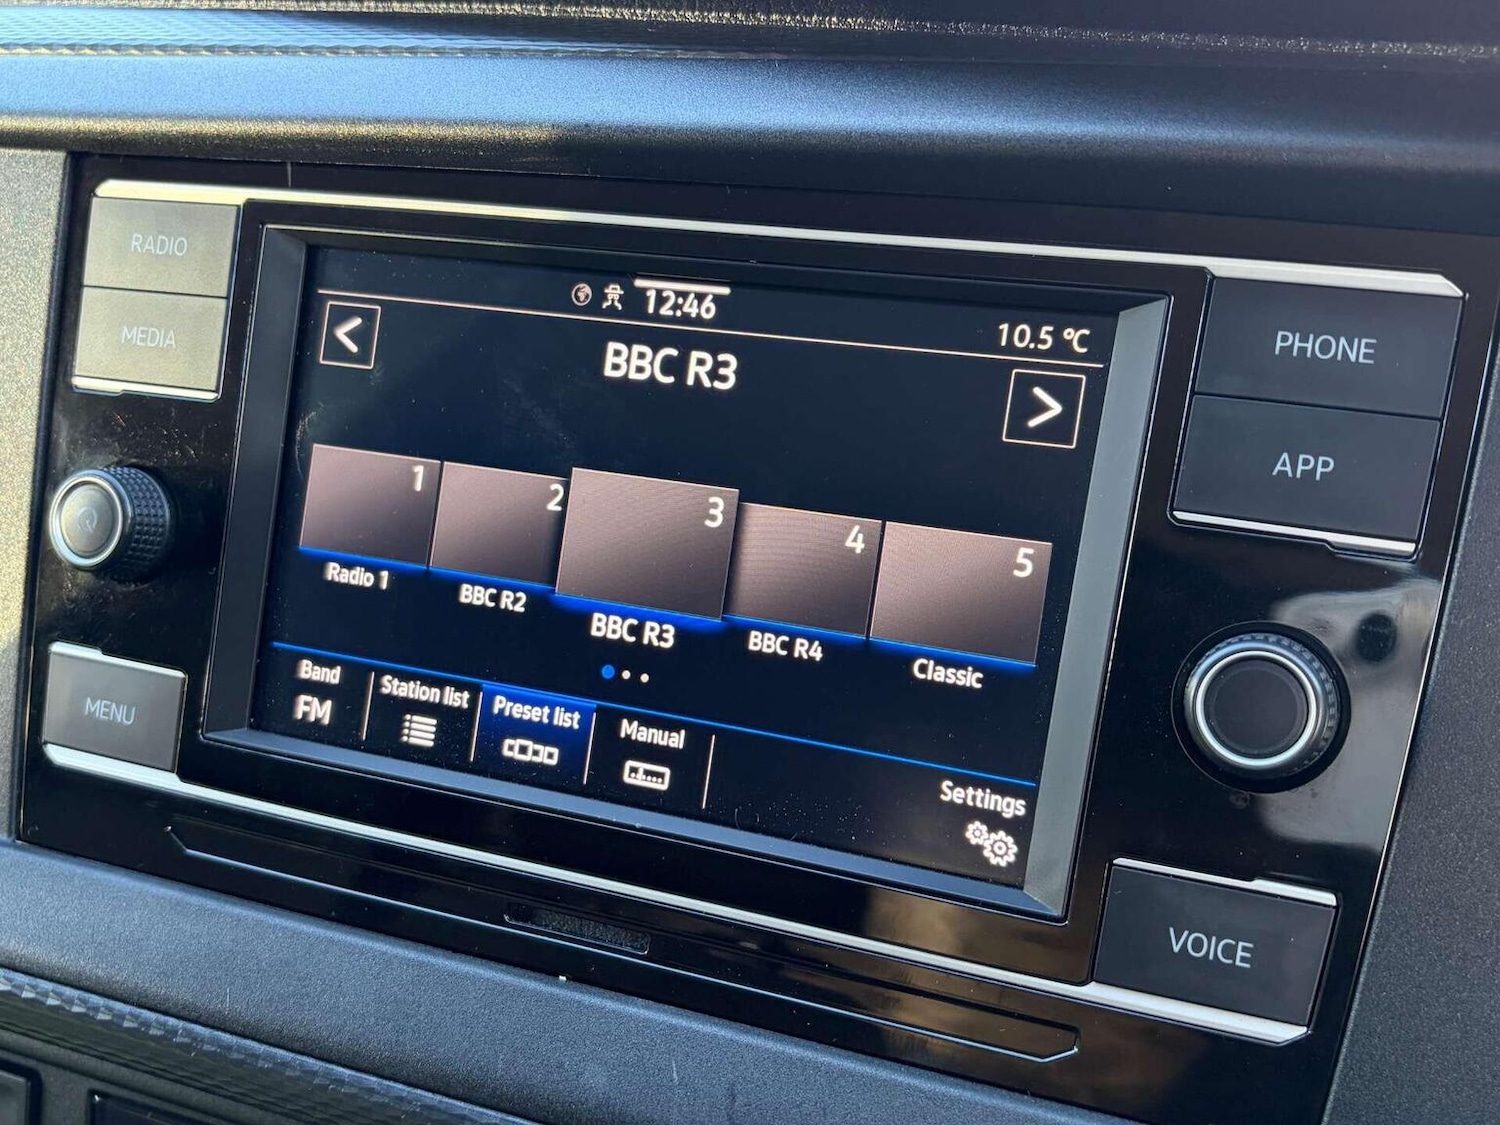 RADIO
MEDIA
MENU
12:46
10.5 °C
BBC R3
<
>
1
2
3
4
5
Radio 1
BBC R2
BBC R3
BBC R4
Classic
Band
FM
Station list
Preset list
Manual
Settings
PHONE
APP
VOICE